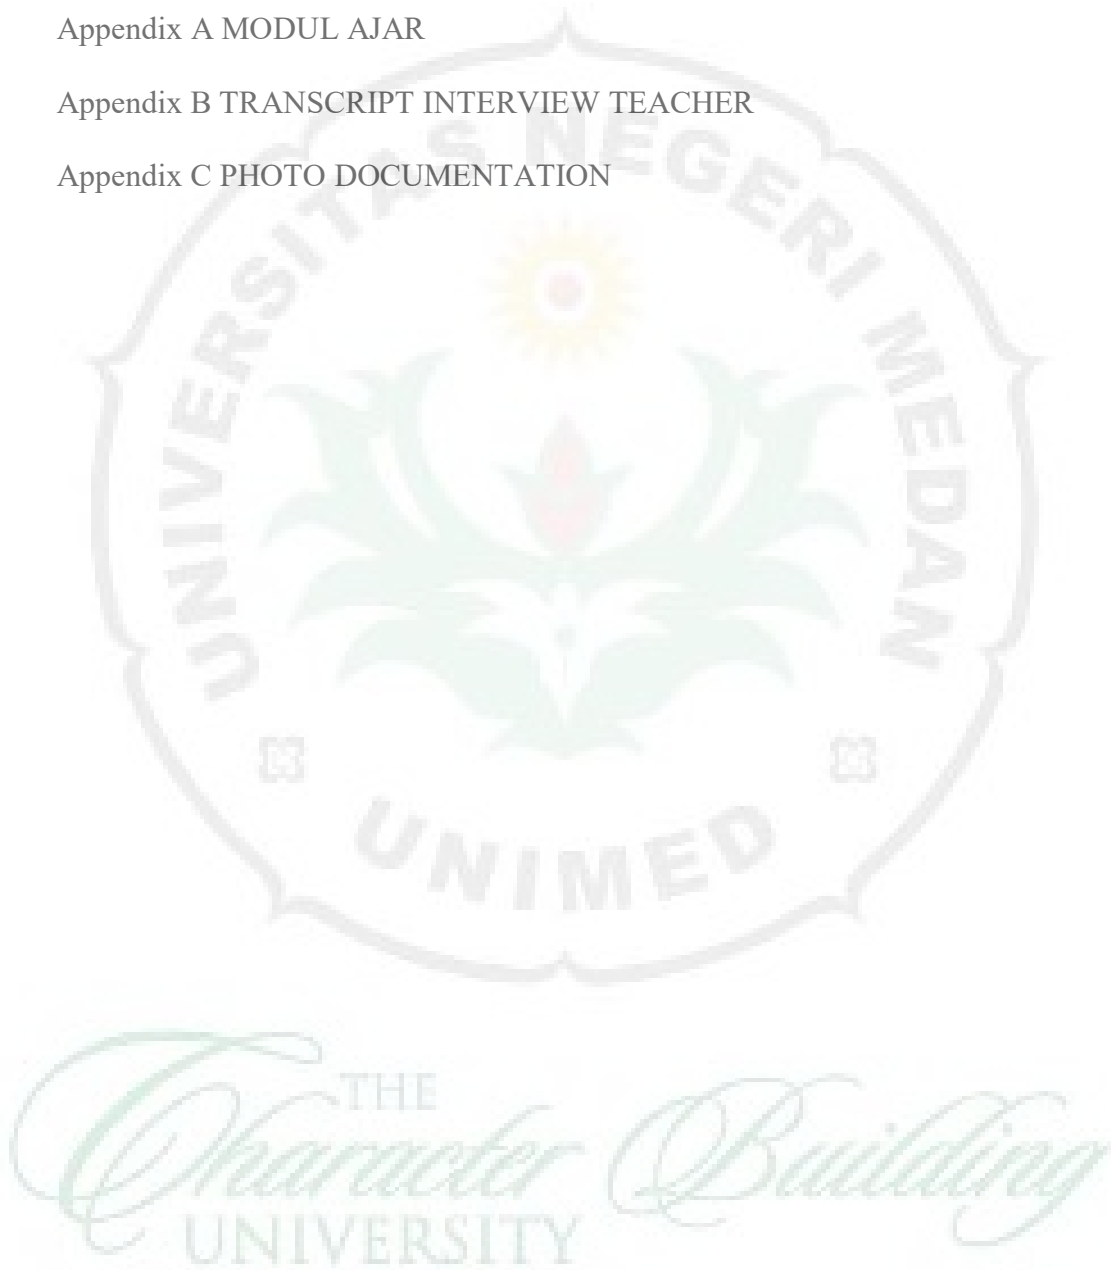 Appendix A MODUL AJAR
Appendix B TRANSCRIPT INTERVIEW TEACHER
Appendix C PHOTO DOCUMENTATION
UNIVERSITAS NEGERI MEDAN
UNIMED
THE
Character Building
UNIVERSITY